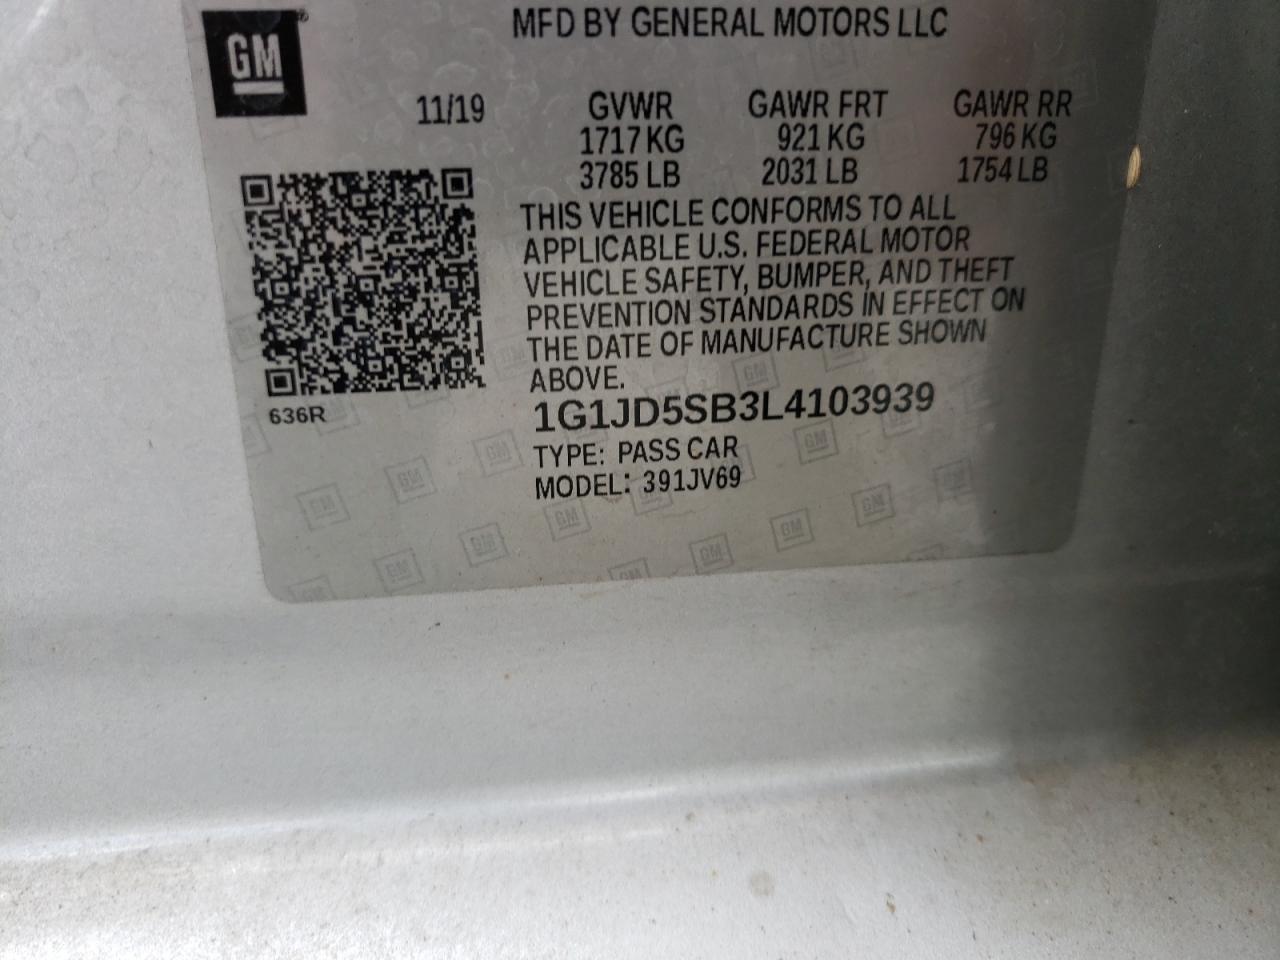 MFD BY GENERAL MOTORS LLC
GM®
11/19 GVWR GAWR FRT GAWR RR
1717 KG 921 KG 796 KG
3785 LB 2031 LB 1754 LB
THIS VEHICLE CONFORMS TO ALL
APPLICABLE U.S. FEDERAL MOTOR
VEHICLE SAFETY, BUMPER, AND THEFT
PREVENTION STANDARDS IN EFFECT ON
THE DATE OF MANUFACTURE SHOWN
ABOVE.
636R
1G1JD5SB3L4103939
TYPE: PASS CAR
MODEL: 391JV69